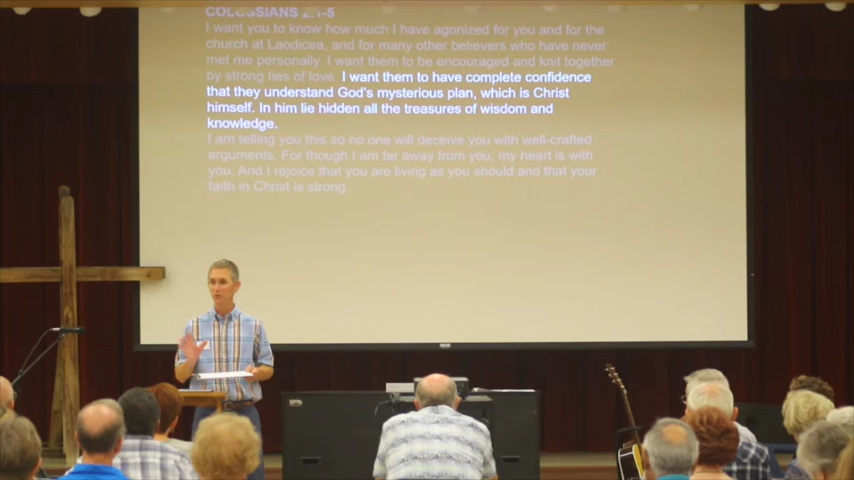 COLOSSIANS 2:1-5
I want you to know how much I have agonized for you and for the
church at Laodicea, and for many other believers who have never
met me personally. I want them to be encouraged and knit together
by strong ties of love. I want them to have complete confidence
that they understand God's mysterious plan, which is Christ
himself. In him lie hidden all the treasures of wisdom and
knowledge.
I am telling you this so no one will deceive you with well-crafted
arguments. For though I am far away from you, my heart is with
you. And I rejoice that you are living as you should and that your
faith in Christ is strong.